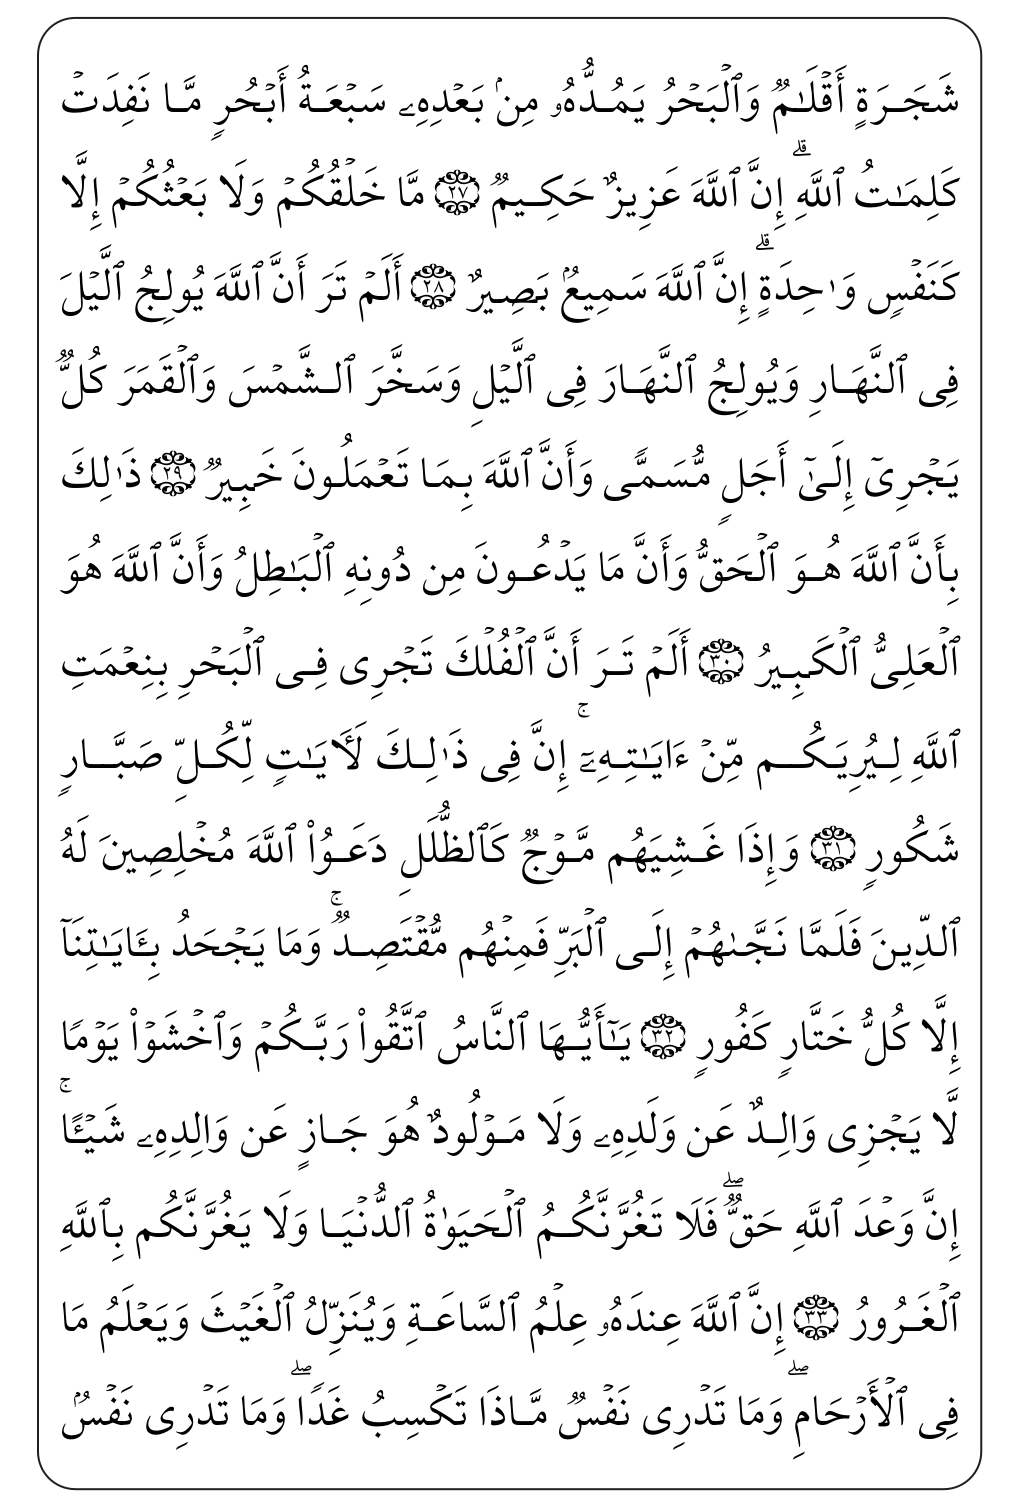 شَجَرَةٍ أَقْلَٰمٌ وَٱلْبَحْرُ يَمُدُّهُۥ مِنۢ بَعْدِهِۦ سَبْعَةُ أَبْحُرٍ مَّا نَفِدَتْ
كَلِمَٰتُ ٱللَّهِ ۗ إِنَّ ٱللَّهَ عَزِيزٌ حَكِيمٌ ٢٧ مَّا خَلْقُكُمْ وَلَا بَعْثُكُمْ إِلَّا
كَنَفْسٍ وَٰحِدَةٍ ۗ إِنَّ ٱللَّهَ سَمِيعٌۢ بَصِيرٌ ٢٨ أَلَمْ تَرَ أَنَّ ٱللَّهَ يُولِجُ ٱلَّيْلَ
فِى ٱلنَّهَارِ وَيُولِجُ ٱلنَّهَارَ فِى ٱلَّيْلِ وَسَخَّرَ ٱلشَّمْسَ وَٱلْقَمَرَ كُلٌّ
يَجْرِىٓ إِلَىٰٓ أَجَلٍ مُّسَمًّى وَأَنَّ ٱللَّهَ بِمَا تَعْمَلُونَ خَبِيرٌ ٢٩ ذَٰلِكَ
بِأَنَّ ٱللَّهَ هُوَ ٱلْحَقُّ وَأَنَّ مَا يَدْعُونَ مِن دُونِهِ ٱلْبَٰطِلُ وَأَنَّ ٱللَّهَ هُوَ
ٱلْعَلِىُّ ٱلْكَبِيرُ ٣٠ أَلَمْ تَرَ أَنَّ ٱلْفُلْكَ تَجْرِى فِى ٱلْبَحْرِ بِنِعْمَتِ
ٱللَّهِ لِيُرِيَكُم مِّنْ ءَايَٰتِهِۦٓ ۚ إِنَّ فِى ذَٰلِكَ لَءَايَٰتٍ لِّكُلِّ صَبَّارٍ
شَكُورٍ ٣١ وَإِذَا غَشِيَهُم مَّوْجٌ كَٱلظُّلَلِ دَعَوُا۟ ٱللَّهَ مُخْلِصِينَ لَهُ
ٱلدِّينَ فَلَمَّا نَجَّىٰهُمْ إِلَى ٱلْبَرِّ فَمِنْهُم مُّقْتَصِدٌ ۚ وَمَا يَجْحَدُ بِـَٔايَٰتِنَآ
إِلَّا كُلُّ خَتَّارٍ كَفُورٍ ٣٢ يَٰٓأَيُّهَا ٱلنَّاسُ ٱتَّقُوا۟ رَبَّكُمْ وَٱخْشَوْا۟ يَوْمًا
لَّا يَجْزِى وَالِدٌ عَن وَلَدِهِۦ وَلَا مَوْلُودٌ هُوَ جَازٍ عَن وَالِدِهِۦ شَيْـًٔا ۚ
إِنَّ وَعْدَ ٱللَّهِ حَقٌّ ۖ فَلَا تَغُرَّنَّكُمُ ٱلْحَيَوٰةُ ٱلدُّنْيَا وَلَا يَغُرَّنَّكُم بِٱللَّهِ
ٱلْغَرُورُ ٣٣ إِنَّ ٱللَّهَ عِندَهُۥ عِلْمُ ٱلسَّاعَةِ وَيُنَزِّلُ ٱلْغَيْثَ وَيَعْلَمُ مَا
فِى ٱلْأَرْحَامِ ۖ وَمَا تَدْرِى نَفْسٌ مَّاذَا تَكْسِبُ غَدًا ۖ وَمَا تَدْرِى نَفْسٌۢ